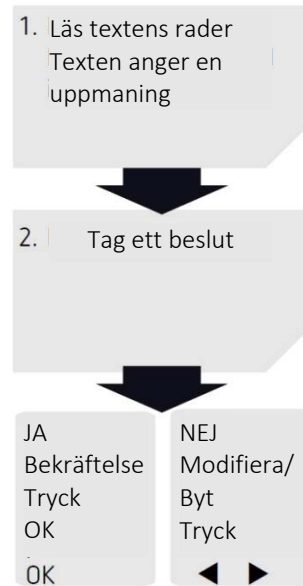 1. Läs textens rader
Texten anger en
uppmaning
2. Tag ett beslut
JA
Bekräftelse
Tryck
OK
OK
NEJ
Modifiera/
Byt
Tryck
◀ ▶